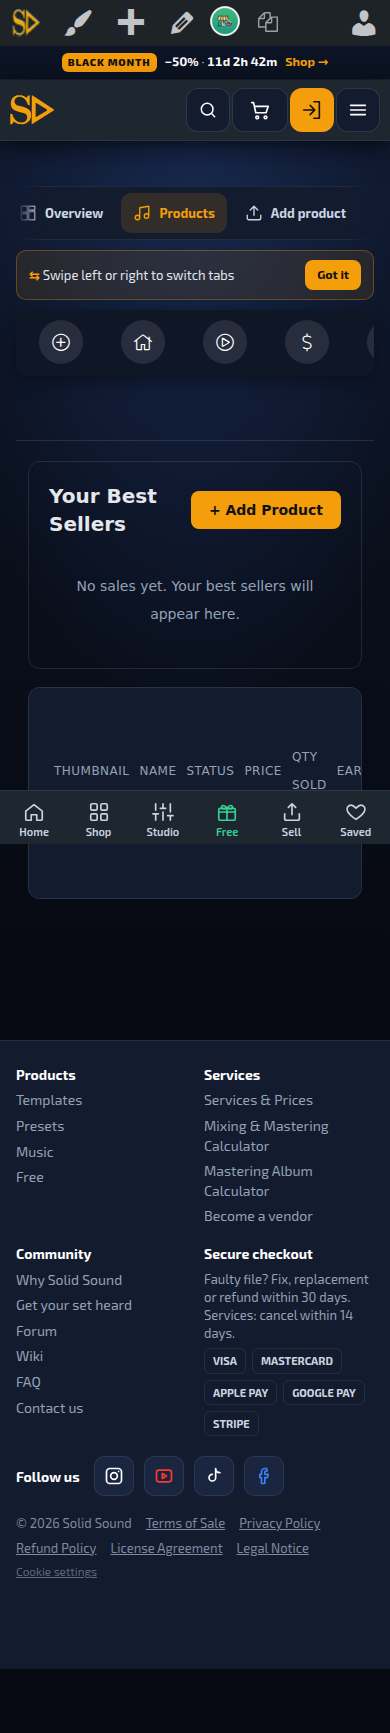 BLACK MONTH −50% · 11d 2h 42m Shop →
Overview Products Add product
⇆ Swipe left or right to switch tabs Got it
Your Best
Sellers
+ Add Product
No sales yet. Your best sellers will
appear here.
QTY
THUMBNAIL NAME STATUS PRICE EAR
SOLD
Home Shop Studio Free Sell Saved
Products
Templates
Presets
Music
Free
Services
Services & Prices
Mixing & Mastering
Calculator
Mastering Album
Calculator
Become a vendor
Community
Why Solid Sound
Get your set heard
Forum
Wiki
FAQ
Contact us
Secure checkout
Faulty file? Fix, replacement
or refund within 30 days.
Services: cancel within 14
days.
VISA MASTERCARD
APPLE PAY GOOGLE PAY
STRIPE
Follow us
© 2026 Solid Sound Terms of Sale Privacy Policy
Refund Policy License Agreement Legal Notice
Cookie settings